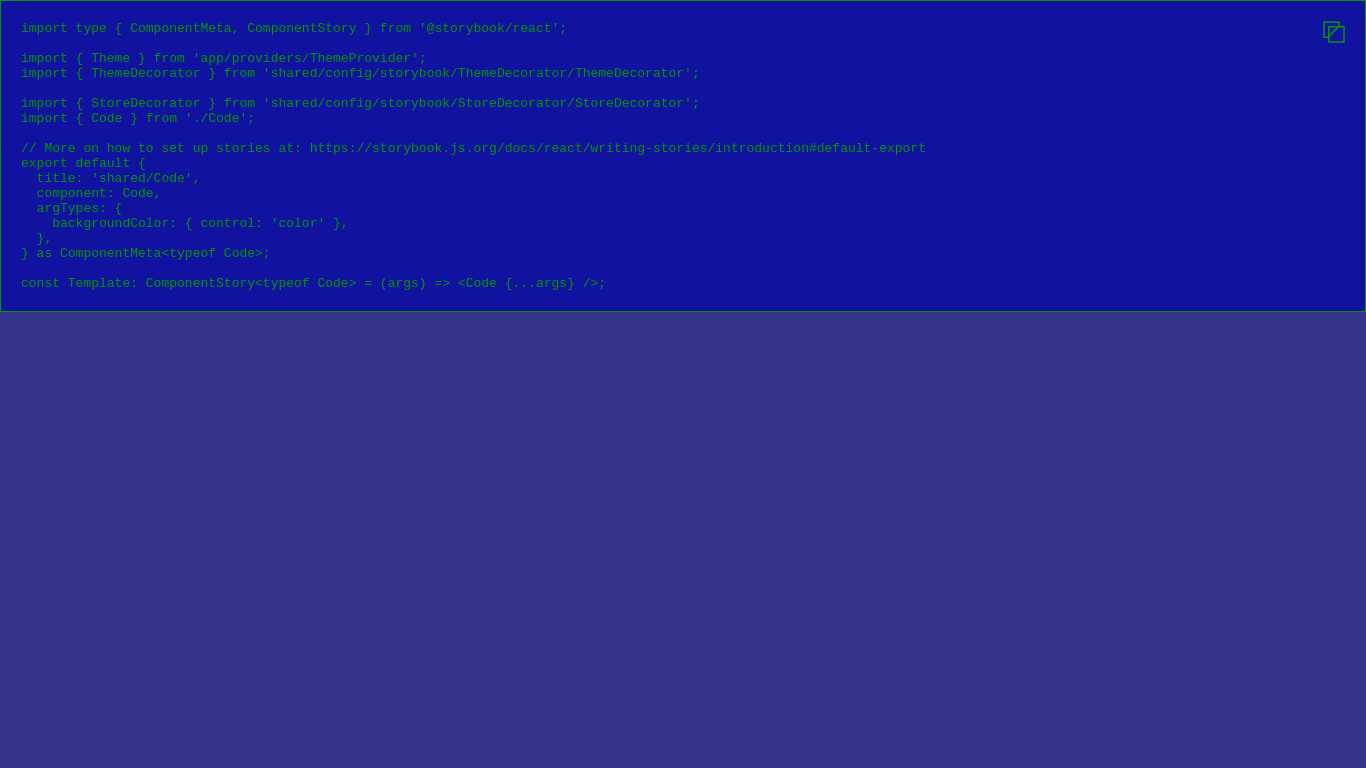 import type { ComponentMeta, ComponentStory } from '@storybook/react';

import { Theme } from 'app/providers/ThemeProvider';
import { ThemeDecorator } from 'shared/config/storybook/ThemeDecorator/ThemeDecorator';

import { StoreDecorator } from 'shared/config/storybook/StoreDecorator/StoreDecorator';
import { Code } from './Code';

// More on how to set up stories at: https://storybook.js.org/docs/react/writing-stories/introduction#default-export
export default {
  title: 'shared/Code',
  component: Code,
  argTypes: {
    backgroundColor: { control: 'color' },
  },
} as ComponentMeta<typeof Code>;

const Template: ComponentStory<typeof Code> = (args) => <Code {...args} />;